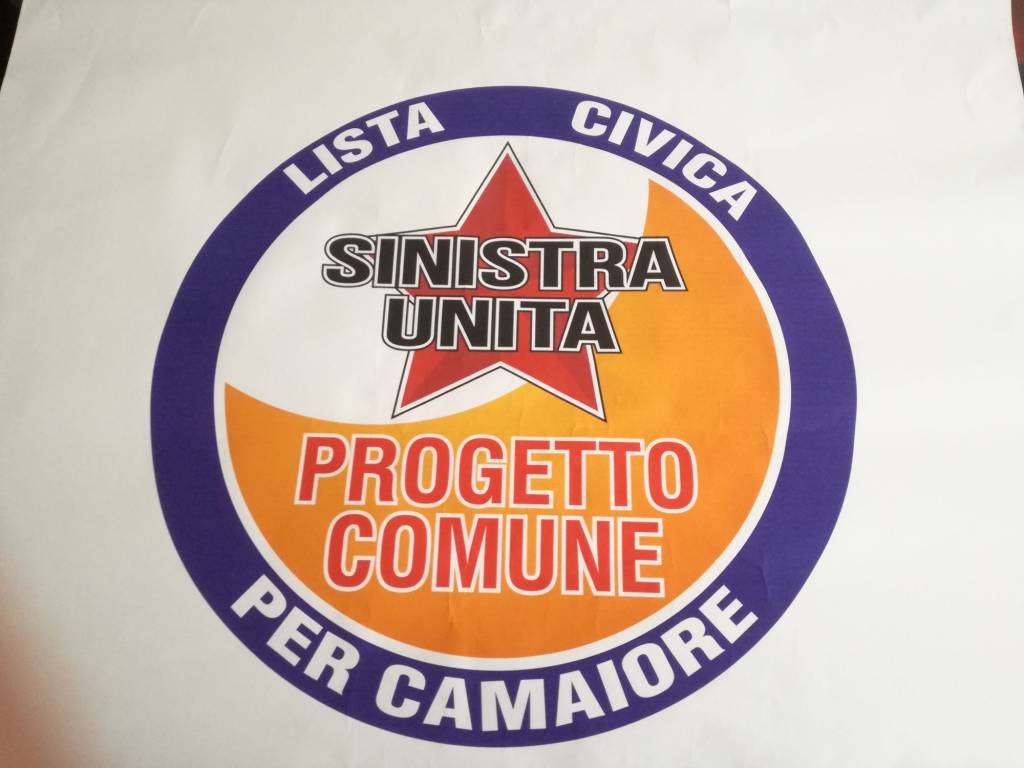 LISTA CIVICA
SINISTRA
UNITA
PROGETTO
COMUNE
PER CAMAIORE